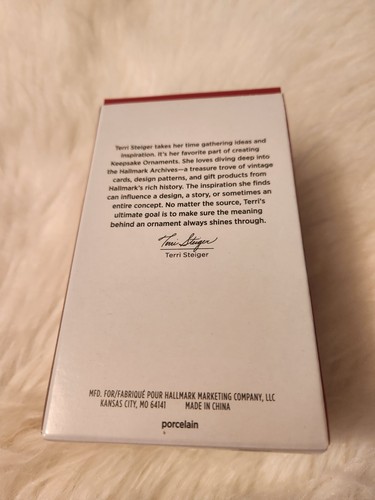 Terri Steiger takes her time gathering ideas and
inspiration. It's her favorite part of creating
Keepsake Ornaments. She loves diving deep into
the Hallmark Archives—a treasure trove of vintage
cards, design patterns, and gift products from
Hallmark's rich history. The inspiration she finds
can influence a design, a story, or sometimes an
entire concept. No matter the source, Terri's
ultimate goal is to make sure the meaning
behind an ornament always shines through.
Terri Steiger
Terri Steiger
MFD. FOR/FABRIQUÉ POUR HALLMARK MARKETING COMPANY, LLC
KANSAS CITY, MO 64141 MADE IN CHINA
porcelain